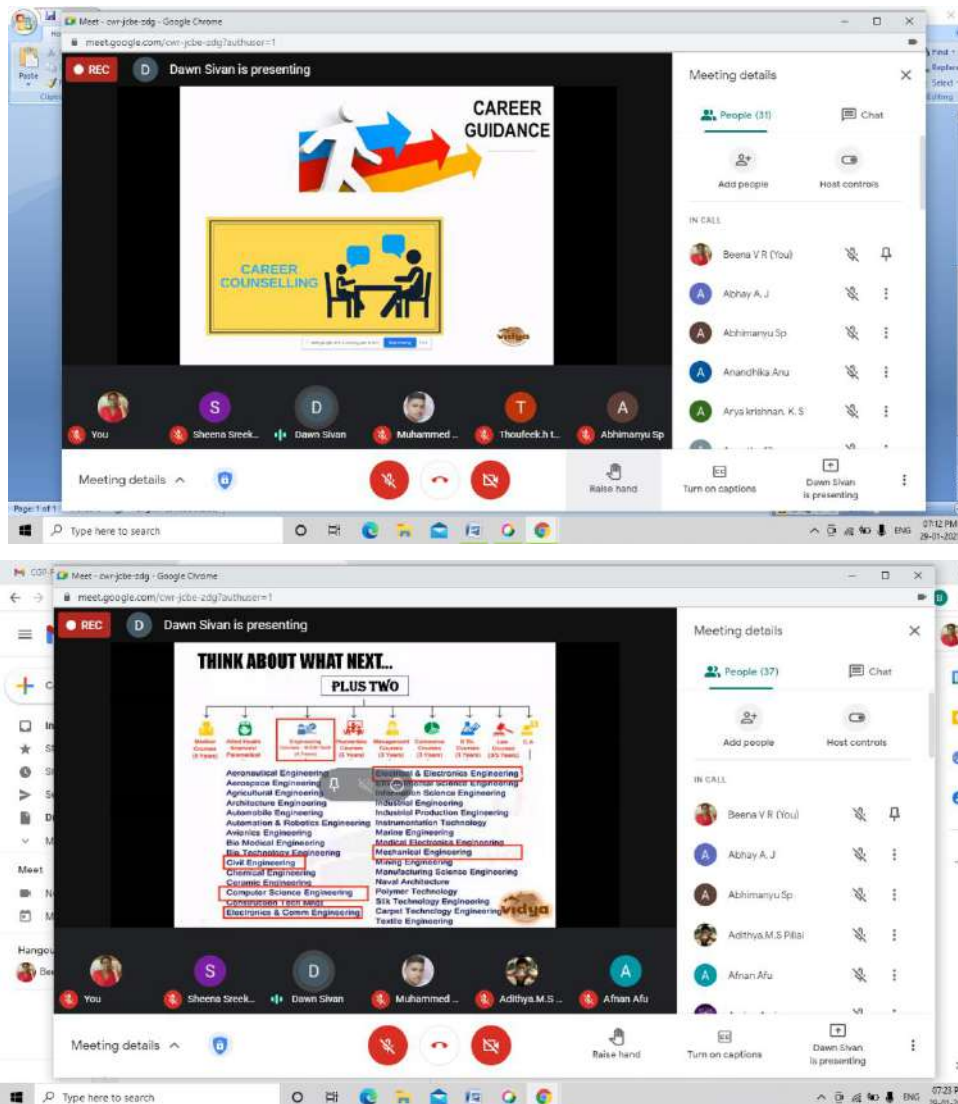 Meet - cwr-jcbe-zdg - Google Chrome
meet.google.com/cwr-jcbe-zdg?authuser=1
Paste
REC
D
Dawn Sivan is presenting
CAREER
GUIDANCE
CAREER
COUNSELLING
vidya
You
S
Sheena Sreek...
D
Dawn Sivan
Muhammed ...
T
Thoufeek.h t...
A
Abhimanyu Sp
Meeting details
People (31)
Chat
Add people
Host controls
IN CALL
Beena V R (You)
A
Abhay A. J
A
Abhimanyu Sp
A
Anandhika Anu
A
Arya krishnan. K. S
Meeting details
Raise hand
Turn on captions
Dawn Sivan
is presenting
Page: 1 of 1
Type here to search
ENG
07:12 PM
Meet - cwr-jcbe-zdg - Google Chrome
meet.google.com/cwr-jcbe-zdg?authuser=1
REC
D
Dawn Sivan is presenting
THINK ABOUT WHAT NEXT...
PLUS TWO
Aeronautical Engineering
Aerospace Engineering
Agricultural Engineering
Architecture Engineering
Automobile Engineering
Automation & Robotics Engineering
Avionics Engineering
Bio Medical Engineering
Bio Technology Engineering
Civil Engineering
Chemical Engineering
Ceramic Engineering
Computer Science Engineering
Electronics & Comm Engineering
Electrical & Electronics Engineering
Science Engineering
Science Engineering
Industrial Engineering
Industrial Production Engineering
Instrumentation Technology
Marine Engineering
Medical Electronics Engineering
Mechanical Engineering
Mining Engineering
Manufacturing Science Engineering
Naval Architecture
Polymer Technology
Silk Technology Engineering
Carpet Technology Engineering
Textile Engineering
vidya
You
S
Sheena Sreek...
D
Dawn Sivan
Muhammed ...
Adithya.M.S ...
A
Afnan Afu
Meeting details
People (37)
Chat
Add people
Host controls
IN CALL
Beena V R (You)
A
Abhay A. J
A
Abhimanyu Sp
Adithya.M.S Pillai
A
Afnan Afu
Meet
Meeting details
Raise hand
Turn on captions
Dawn Sivan
is presenting
Type here to search
ENG